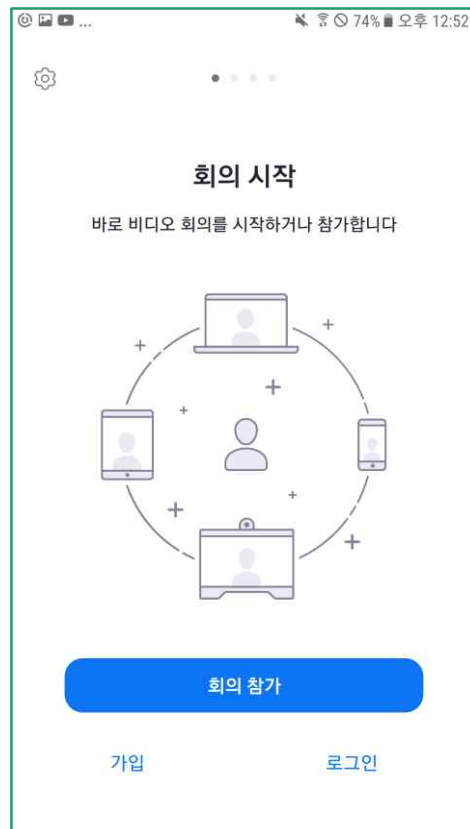 ... 74% 오후 12:52
회의 시작
바로 비디오 회의를 시작하거나 참가합니다
회의 참가
가입
로그인